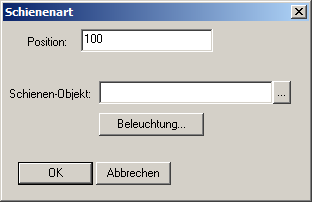 Schienenart
Position: 100
Schienen-Objekt: ...
Beleuchtung...
OK Abbrechen